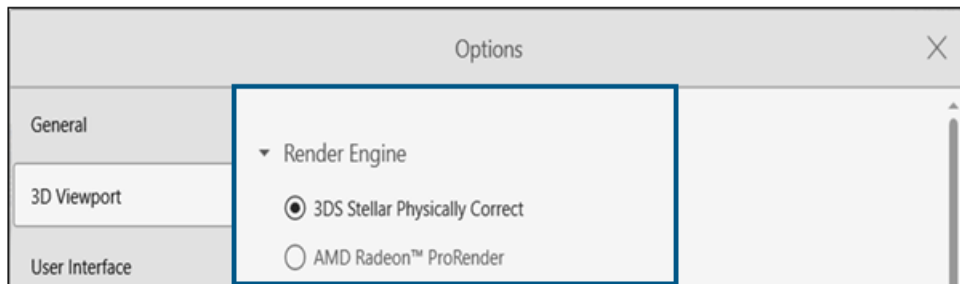 Options
General
3D Viewport
User Interface
Render Engine
3DS Stellar Physically Correct
AMD Radeon™ ProRender